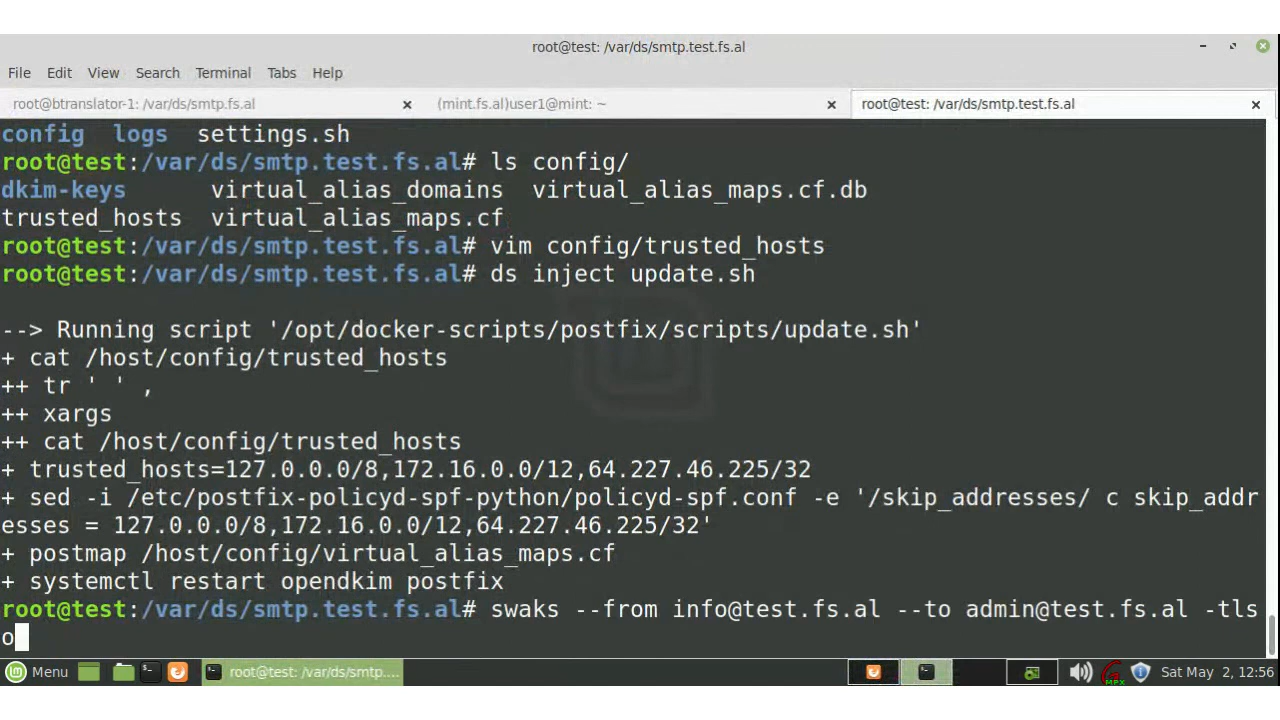 root@test: /var/ds/smtp.test.fs.al
File Edit View Search Terminal Tabs Help
root@btranslator-1: /var/ds/smtp.fs.al (mint.fs.al)user1@mint: ~ root@test: /var/ds/smtp.test.fs.al
config logs settings.sh
root@test:/var/ds/smtp.test.fs.al# ls config/
dkim-keys virtual_alias_domains virtual_alias_maps.cf.db
trusted_hosts virtual_alias_maps.cf
root@test:/var/ds/smtp.test.fs.al# vim config/trusted_hosts
root@test:/var/ds/smtp.test.fs.al# ds inject update.sh
--> Running script '/opt/docker-scripts/postfix/scripts/update.sh'
+ cat /host/config/trusted_hosts
++ tr ' ' ,
++ xargs
++ cat /host/config/trusted_hosts
+ trusted_hosts=127.0.0.0/8,172.16.0.0/12,64.227.46.225/32
+ sed -i /etc/postfix-policyd-spf-python/policyd-spf.conf -e '/skip_addresses/ c skip_addr
esses = 127.0.0.0/8,172.16.0.0/12,64.227.46.225/32'
+ postmap /host/config/virtual_alias_maps.cf
+ systemctl restart opendkim postfix
root@test:/var/ds/smtp.test.fs.al# swaks --from info@test.fs.al --to admin@test.fs.al -tls
o
Menu root@test: /var/ds/smtp.... MPX Sat May 2, 12:56